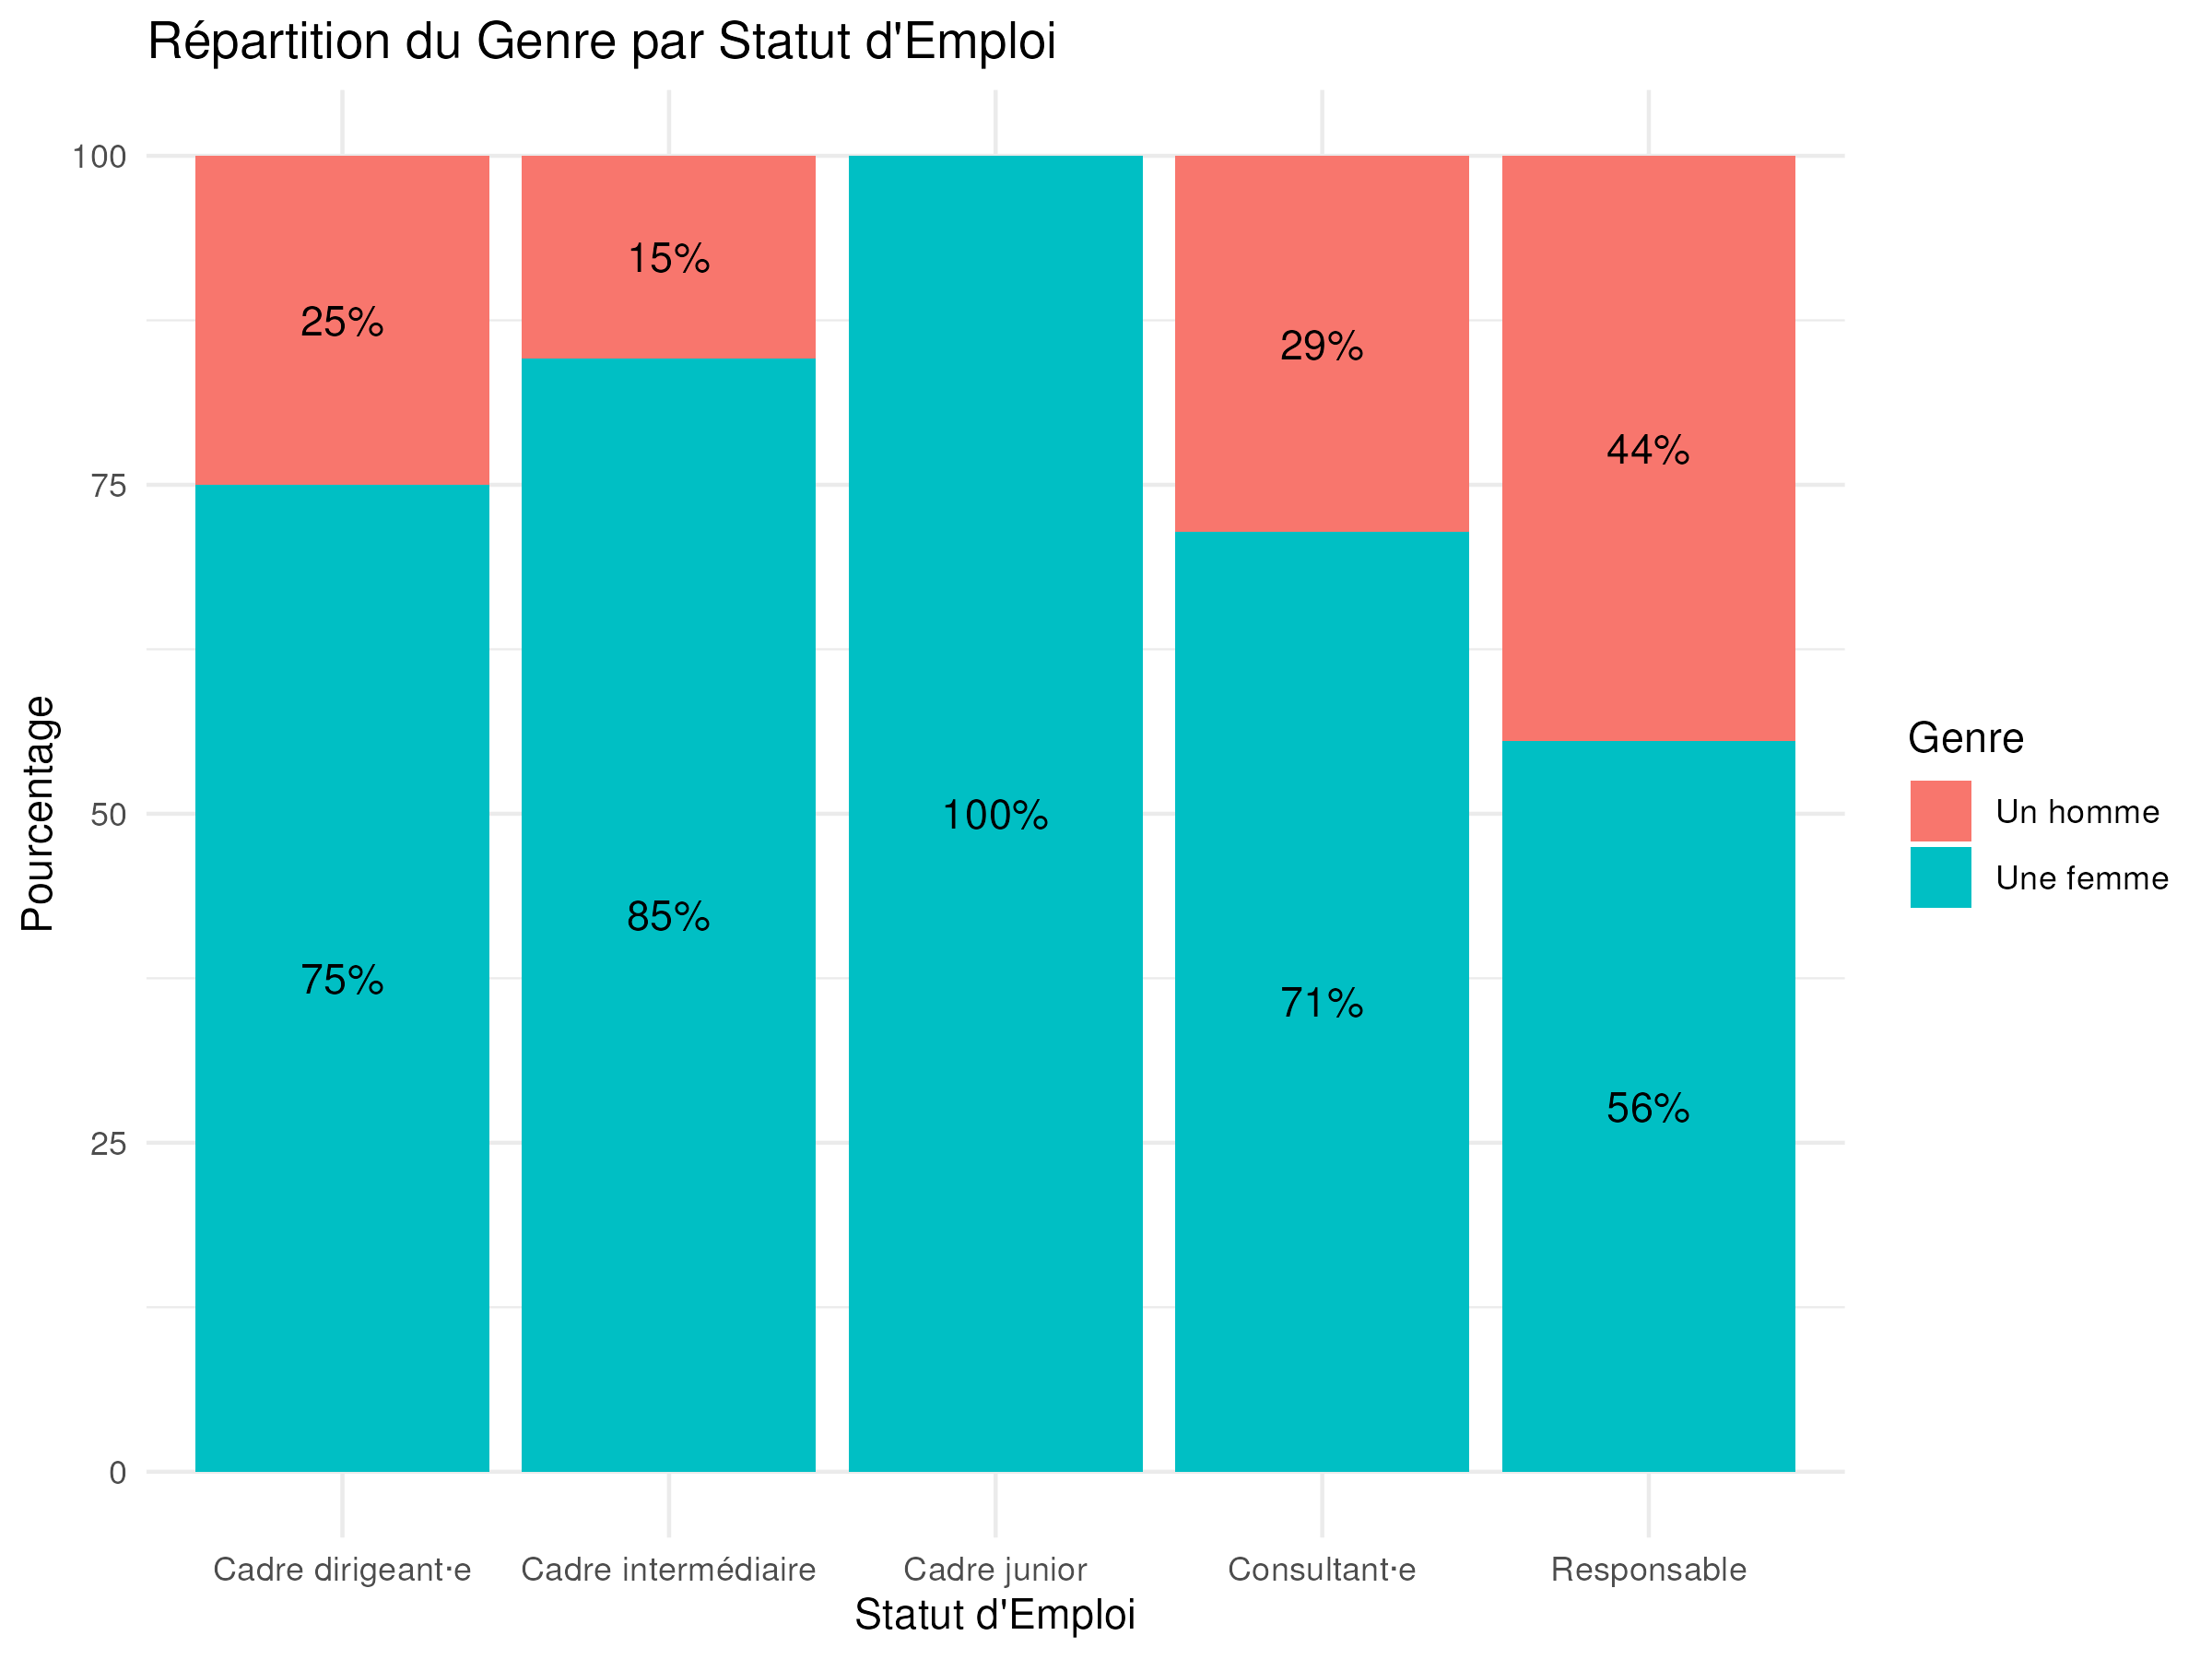 Répartition du Genre par Statut d'Emploi
100
75
50
25
0
Pourcentage
25%
75%
15%
85%
100%
29%
71%
44%
56%
Cadre dirigeant·e
Cadre intermédiaire
Cadre junior
Consultant·e
Responsable
Statut d'Emploi
Genre
Un homme
Une femme